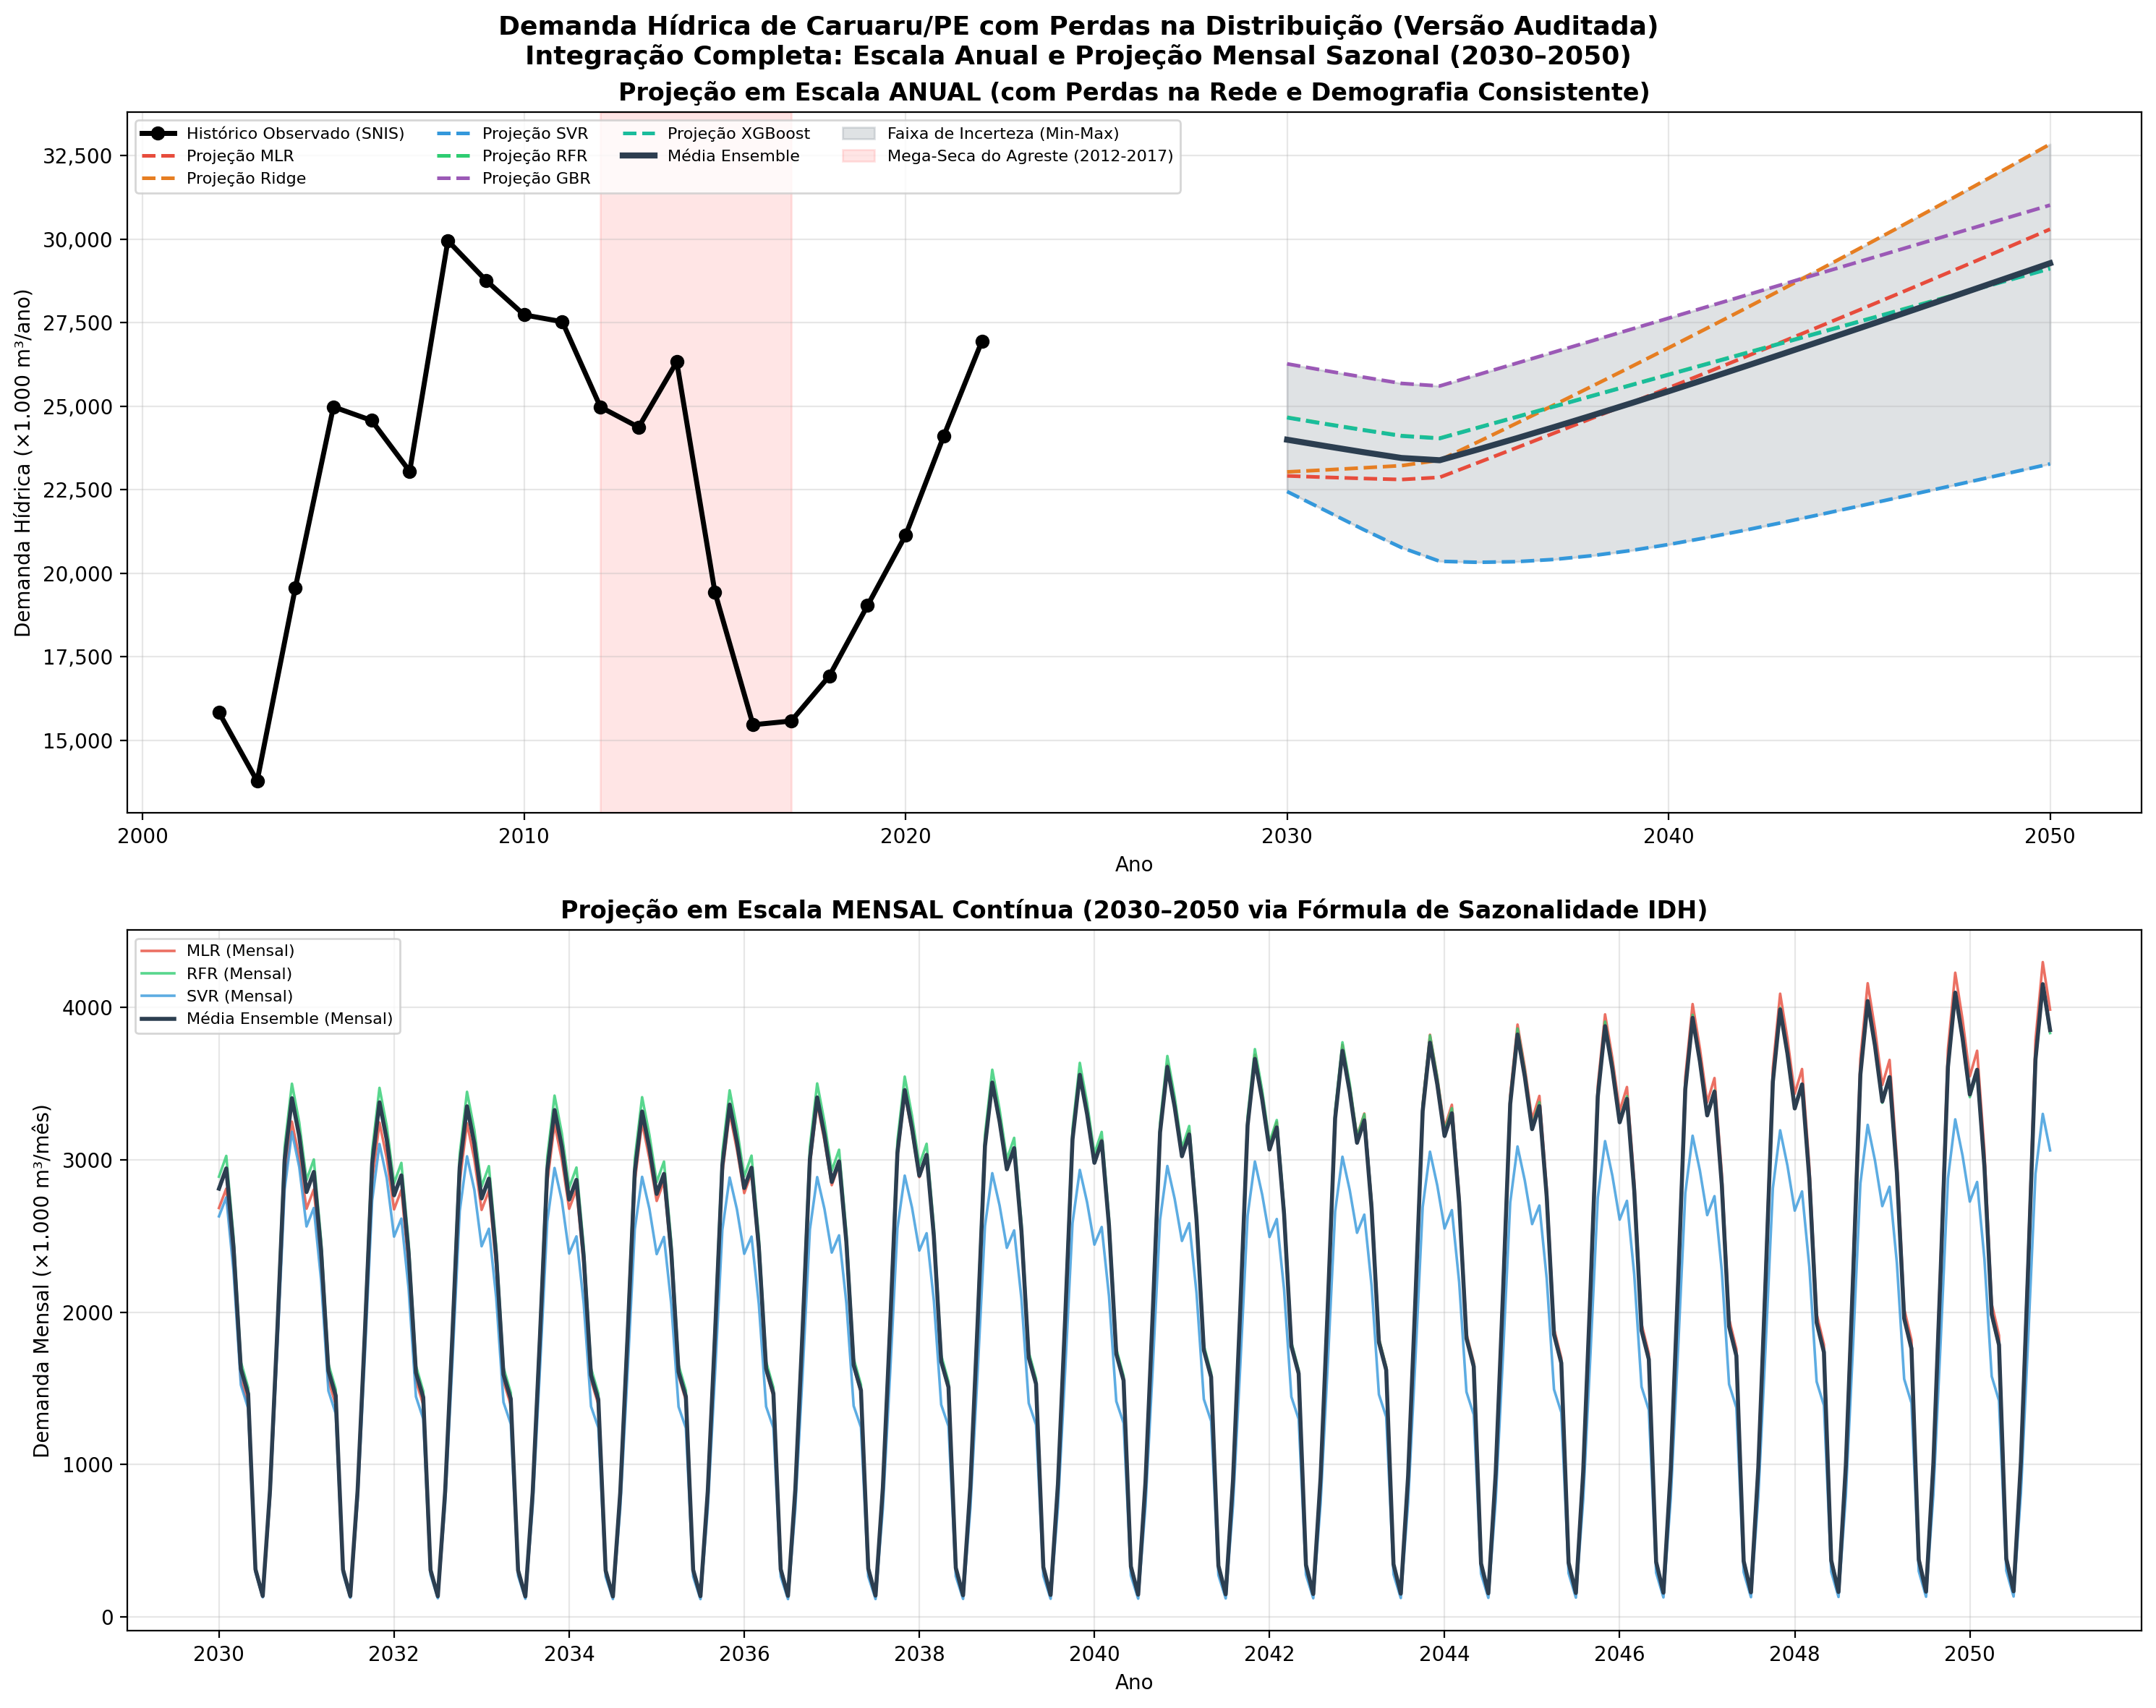 Demanda Hídrica de Caruaru/PE com Perdas na Distribuição (Versão Auditada)
Integração Completa: Escala Anual e Projeção Mensal Sazonal (2030–2050)
Projeção em Escala ANUAL (com Perdas na Rede e Demografia Consistente)
Histórico Observado (SNIS)
Projeção MLR
Projeção Ridge
Projeção SVR
Projeção RFR
Projeção GBR
Projeção XGBoost
Média Ensemble
Faixa de Incerteza (Min-Max)
Mega-Seca do Agreste (2012-2017)
Demanda Hídrica (×1.000 m³/ano)
32,500
30,000
27,500
25,000
22,500
20,000
17,500
15,000
2000 2010 2020 2030 2040 2050
Ano
Projeção em Escala MENSAL Contínua (2030–2050 via Fórmula de Sazonalidade IDH)
MLR (Mensal)
RFR (Mensal)
SVR (Mensal)
Média Ensemble (Mensal)
Demanda Mensal (×1.000 m³/mês)
4000
3000
2000
1000
0
2030 2032 2034 2036 2038 2040 2042 2044 2046 2048 2050
Ano